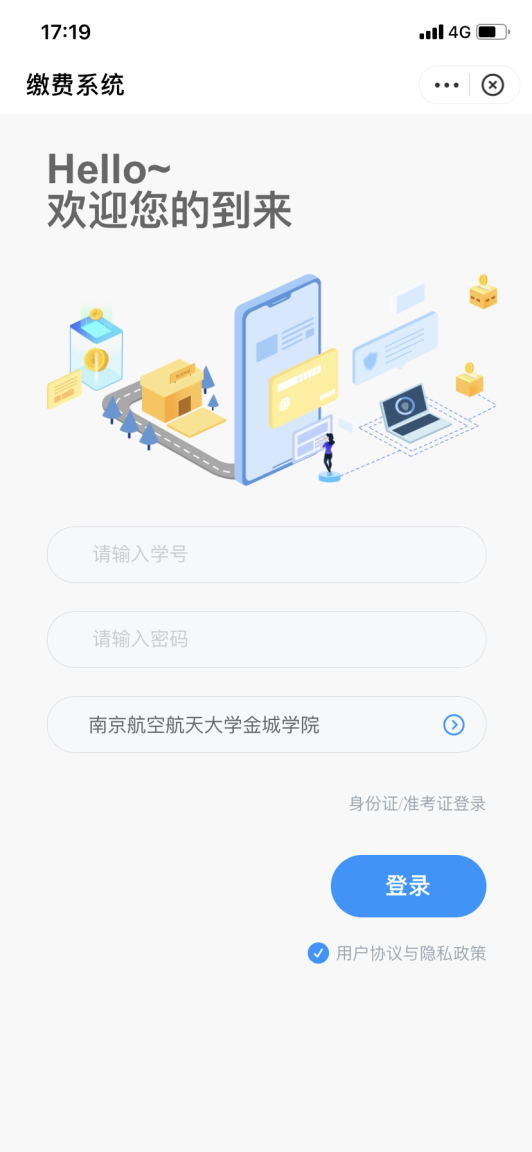 17:19
4G
缴费系统
Hello~
欢迎您的到来
请输入学号
请输入密码
南京航空航天大学金城学院
身份证/准考证登录
登录
用户协议与隐私政策